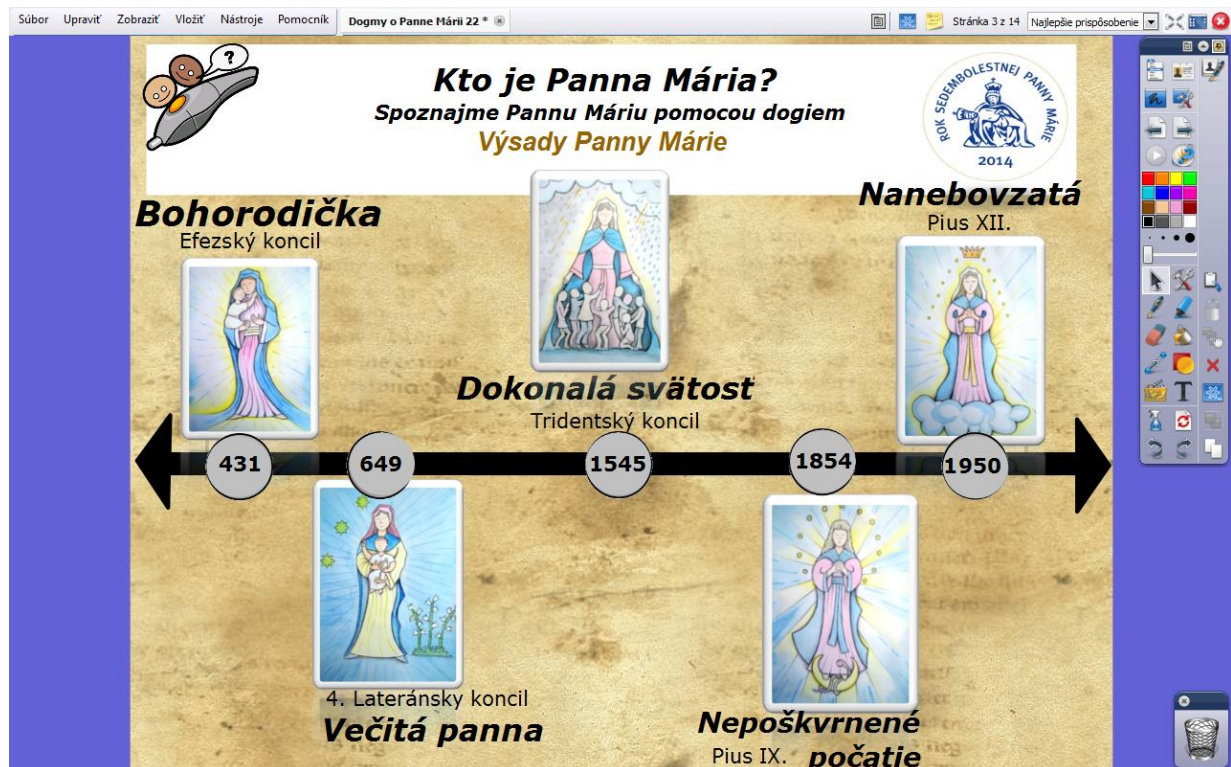 Súbor Upraviť Zobraziť Vložiť Nástroje Pomocník Dogmy o Panne Márii 22 * Stránka 3 z 14 Najlepšie prispôsobenie
?
Kto je Panna Mária?
Spoznajme Pannu Máriu pomocou dogiem
Výsady Panny Márie
ROK SEDEMBOLESTNEJ PANNY MÁRIE
2014
Bohorodička
Efezský koncil
Nanebovzatá
Pius XII.
Dokonalá svätosť
Tridentský koncil
431 649 1545 1854 1950
4. Lateránsky koncil
Večitá panna
Nepoškvrnené
Pius IX. počatie
T